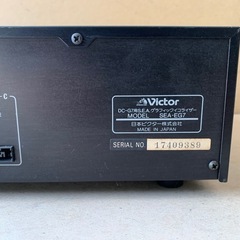 C
Victor
DC-G7用S.E.A.グラフィックイコライザー
MODEL SEA-EG7
日本ビクター株式会社
MADE IN JAPAN
SERIAL NO. 17409389